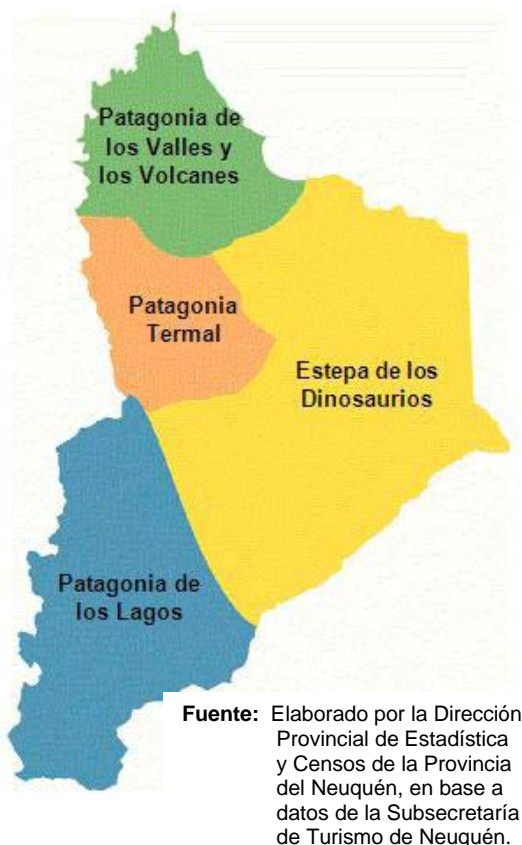 Patagonia de
los Valles y
los Volcanes
Patagonia
Termal
Estepa de los
Dinosaurios
Patagonia de
los Lagos
Fuente: Elaborado por la Dirección
Provincial de Estadística
y Censos de la Provincia
del Neuquén, en base a
datos de la Subsecretaría
de Turismo de Neuquén.